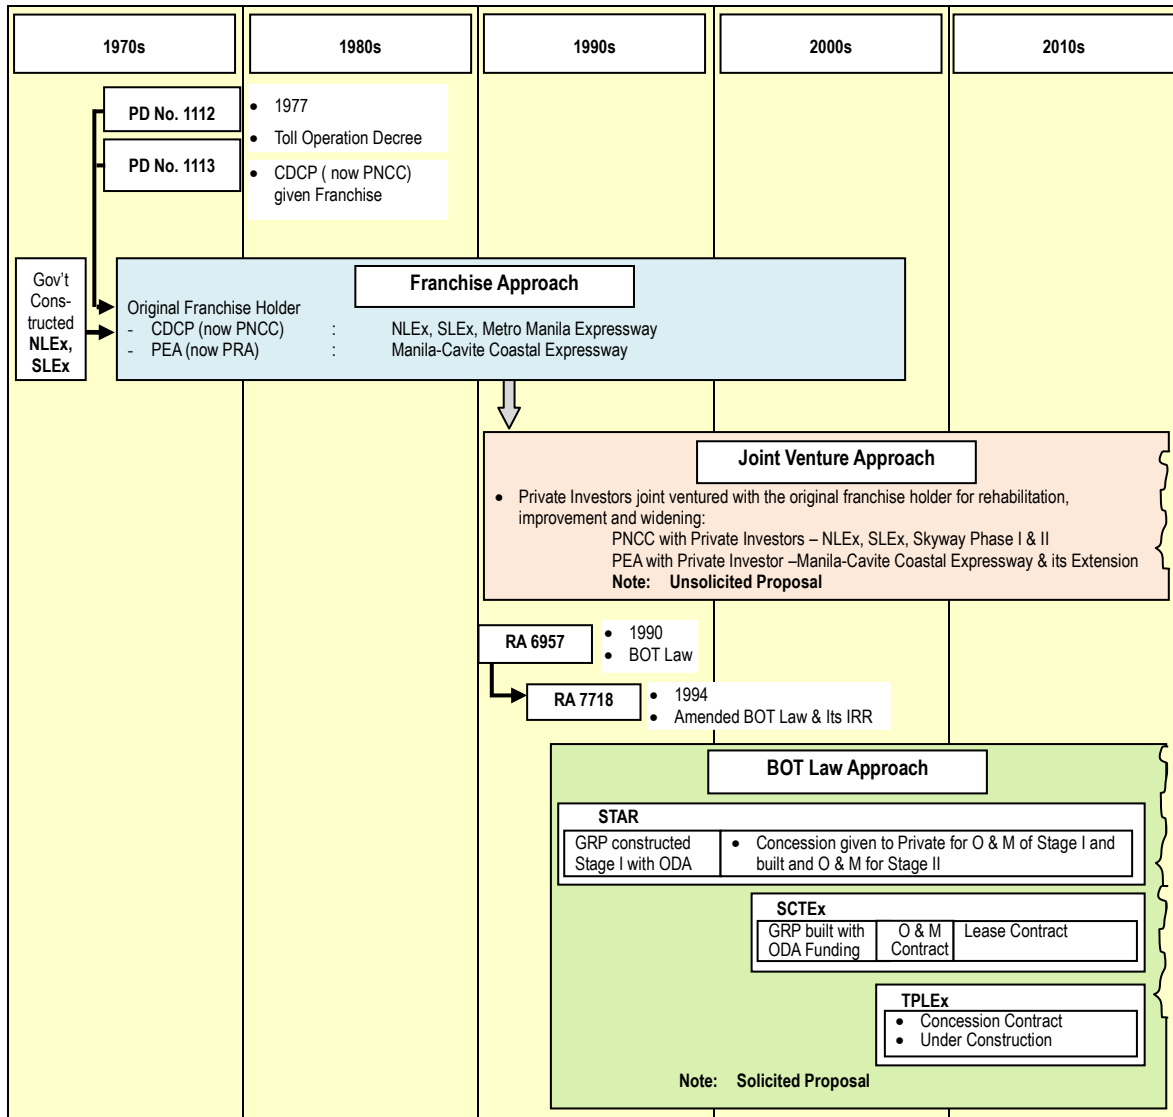 1970s
1980s
1990s
2000s
2010s
PD No. 1112
• 1977
• Toll Operation Decree
PD No. 1113
• CDCP ( now PNCC)
given Franchise
Gov't
Cons-
tructed
NLEx,
SLEx
Franchise Approach
Original Franchise Holder
- CDCP (now PNCC) : NLEx, SLEx, Metro Manila Expressway
- PEA (now PRA) : Manila-Cavite Coastal Expressway
Joint Venture Approach
• Private Investors joint ventured with the original franchise holder for rehabilitation,
improvement and widening:
PNCC with Private Investors – NLEx, SLEx, Skyway Phase I & II
PEA with Private Investor –Manila-Cavite Coastal Expressway & its Extension
Note: Unsolicited Proposal
RA 6957
• 1990
• BOT Law
RA 7718
• 1994
• Amended BOT Law & Its IRR
BOT Law Approach
STAR
GRP constructed
Stage I with ODA
• Concession given to Private for O & M of Stage I and
built and O & M for Stage II
SCTEx
GRP built with
ODA Funding
O & M
Contract
Lease Contract
TPLEx
• Concession Contract
• Under Construction
Note: Solicited Proposal